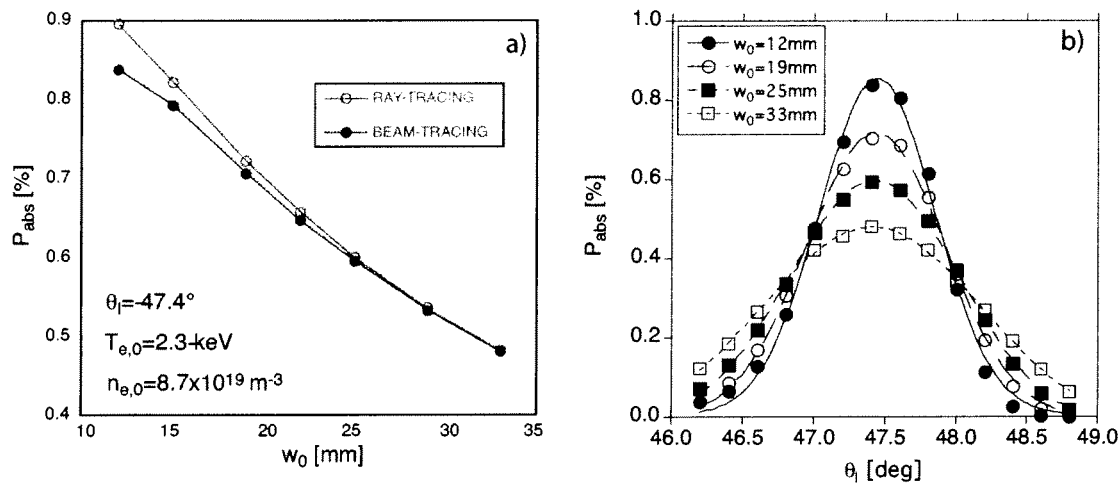 a)
0.9
0.8
0.7
0.6
0.5
0.4
P_abs [%]
RAY-TRACING
BEAM-TRACING
θ_l=-47.4°
T_e,0=2.3-keV
n_e,0=8.7x10^19 m^-3
10 15 20 22 25 30 35
w_0 [mm]
b)
1.0
0.8
0.6
0.4
0.2
0.0
P_abs [%]
w_0=12mm
w_0=19mm
w_0=25mm
w_0=33mm
46.0 46.5 47.0 47.5 48.0 48.5 49.0
θ_l [deg]